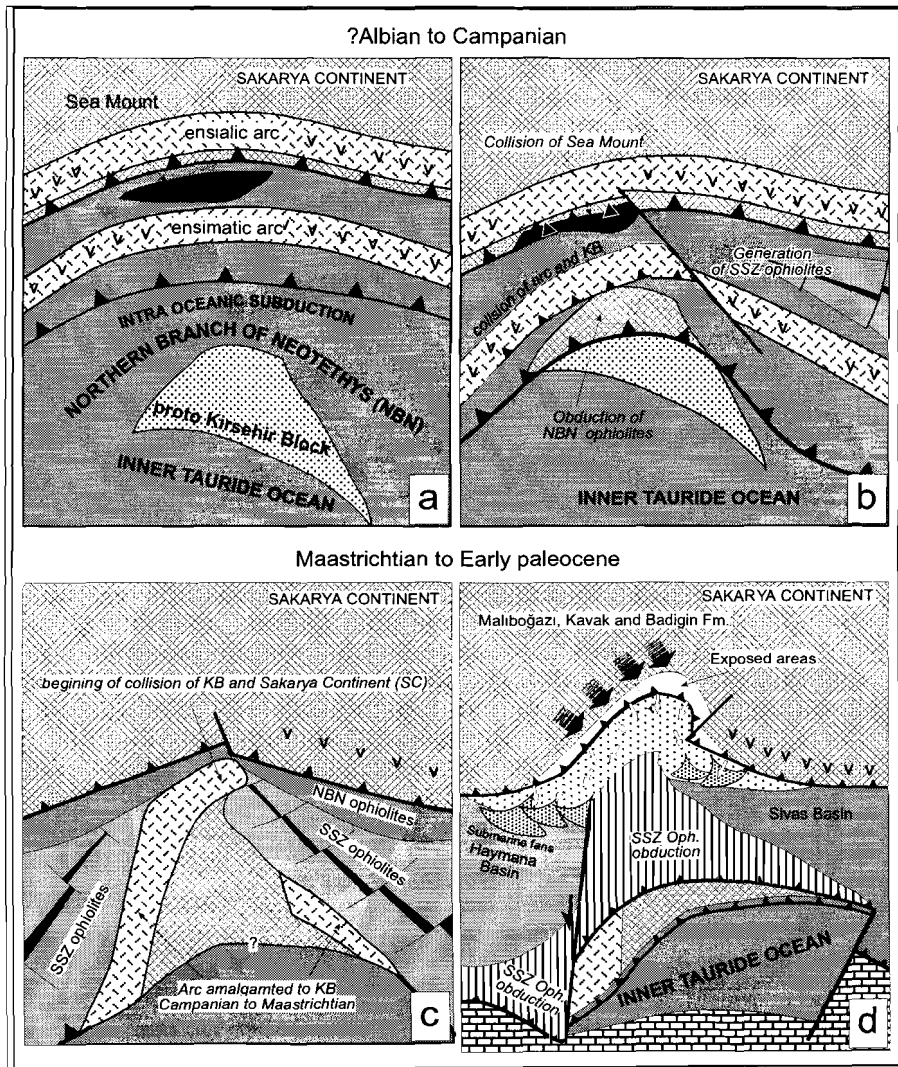 ?Albian to Campanian
SAKARYA CONTINENT
Sea Mount
ensialic arc
ensimatic arc
INTRA OCEANIC SUBDUCTION
NORTHERN BRANCH OF NEOTETHYS (NBN)
proto Kirsehir Block
INNER TAURIDE OCEAN
a
SAKARYA CONTINENT
Collision of Sea Mount
Generation
of SSZ ophiolites
collision of arc and KB
Obduction of
NBN ophiolites
INNER TAURIDE OCEAN
b
Maastrichtian to Early paleocene
SAKARYA CONTINENT
begining of collision of KB and Sakarya Continent (SC)
NBN ophiolites
SSZ ophiolites
SSZ ophiolites
?
Arc amalgamted to KB
Campanian to Maastrichtian
c
SAKARYA CONTINENT
Malıboğazı, Kavak and Badigin Fm.
Exposed areas
Submarine fans
Haymana
Basin
SSZ Oph.
obduction
Sivas Basin
SSZ Oph.
obduction
INNER TAURIDE OCEAN
d